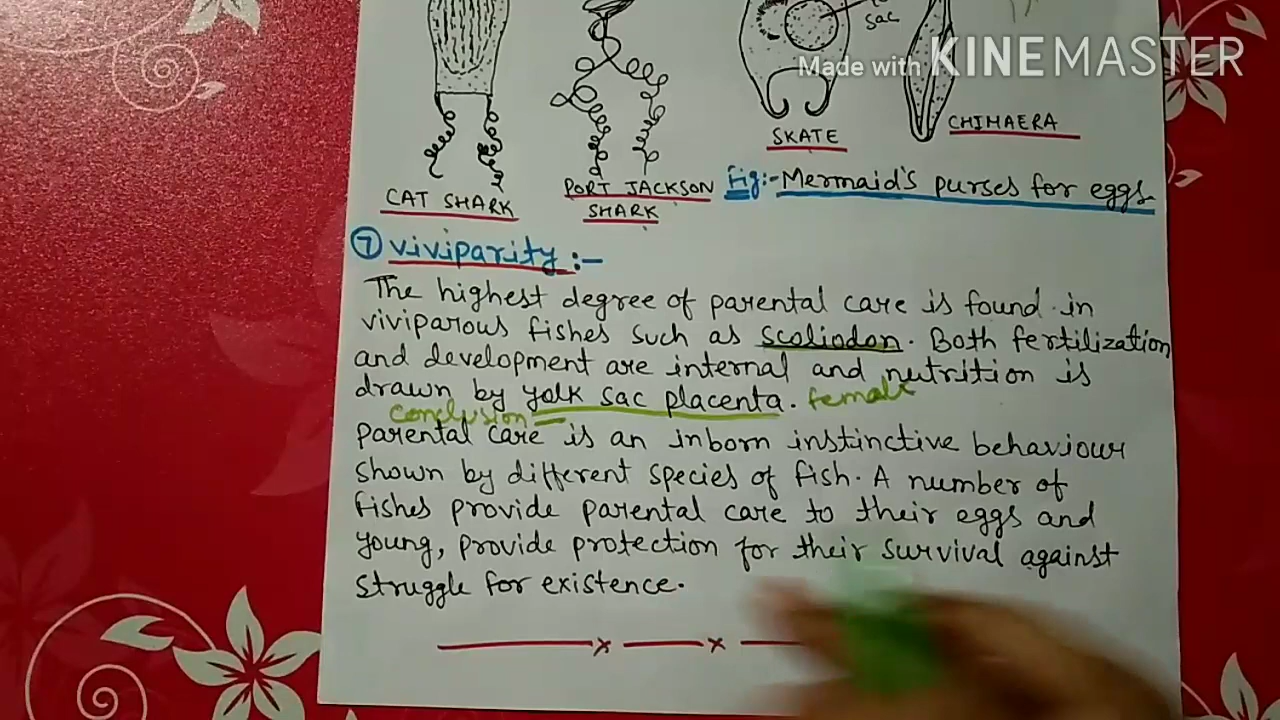 sac
Made with KINEMASTER
SKATE
CHIMAERA
CAT SHARK
PORT JACKSON
SHARK
Fig:- Mermaid's purses for eggs
⑦ viviparity :-
The highest degree of parental care is found in
viviparous fishes such as scoliodon. Both fertilization
and development are internal and nutrition is
drawn by yolk sac placenta. female
conclusion
parental care is an inborn instinctive behaviour
shown by different species of fish. A number of
fishes provide parental care to their eggs and
young, provide protection for their survival against
struggle for existence.